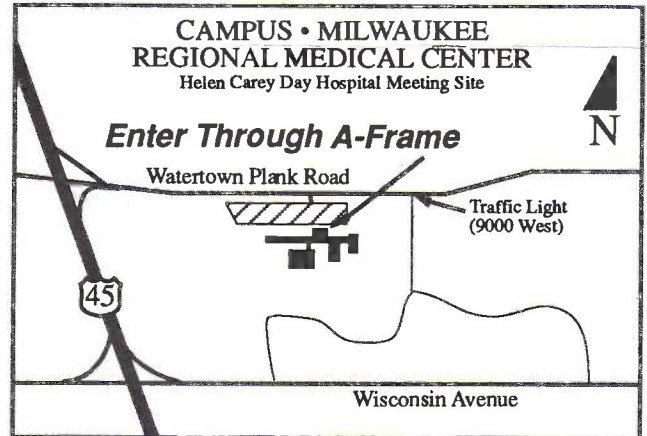 CAMPUS • MILWAUKEE
REGIONAL MEDICAL CENTER
Helen Carey Day Hospital Meeting Site
N
Enter Through A-Frame
Watertown Plank Road
Traffic Light
(9000 West)
45
Wisconsin Avenue